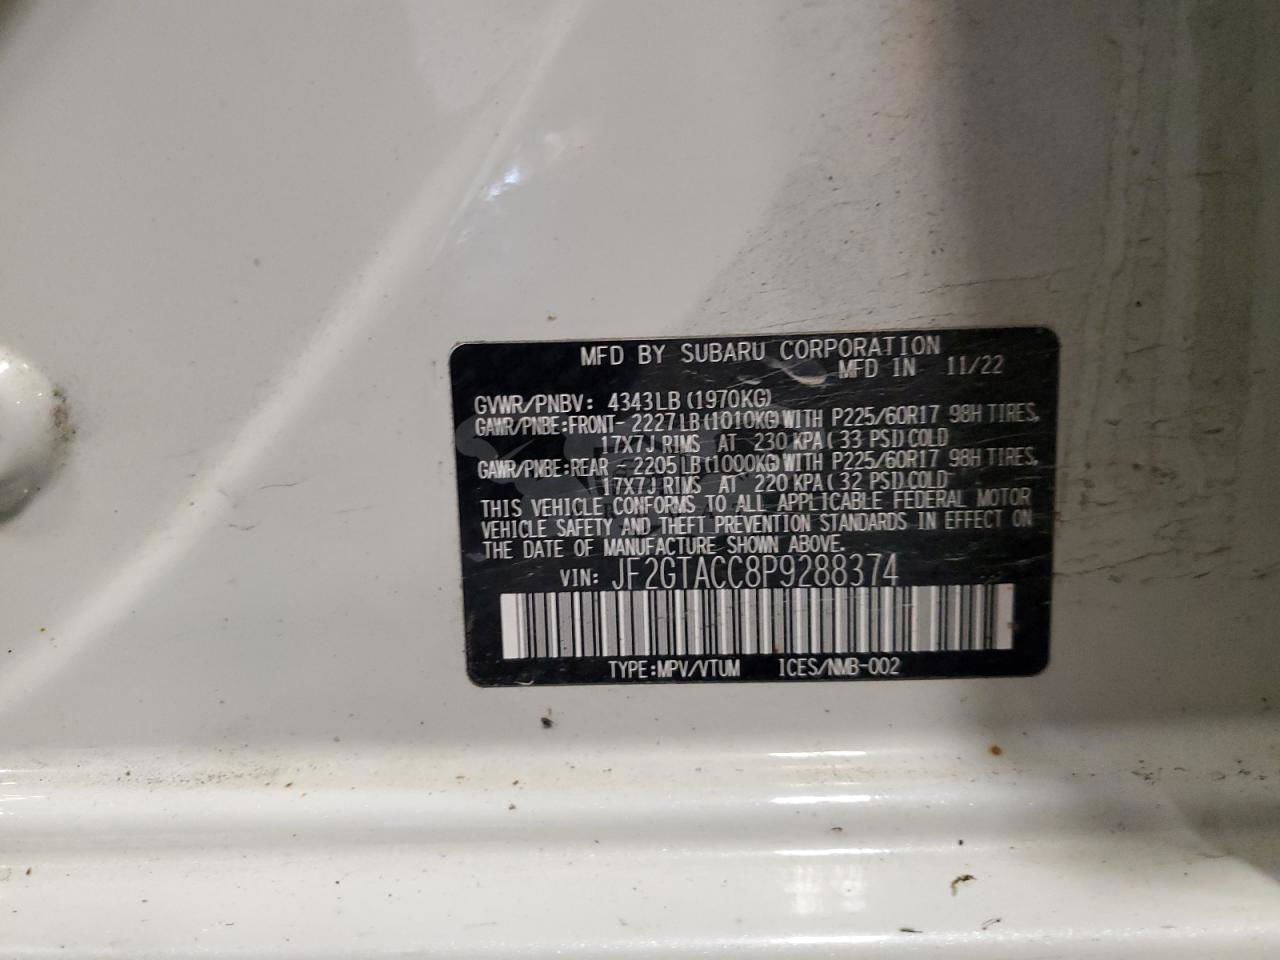 MFD BY SUBARU CORPORATION
MFD IN 11/22
GVWR/PNBV: 4343LB (1970KG)
GAWR/PNBE:FRONT- 2227LB(1010KG)WITH P225/60R17 98H TIRES,
17X7J RIMS AT 230 KPA( 33 PSI)COLD
GAWR/PNBE:REAR - 2205LB(1000KG)WITH P225/60R17 98H TIRES,
17X7J RIMS AT 220 KPA( 32 PSI)COLD
THIS VEHICLE CONFORMS TO ALL APPLICABLE FEDERAL MOTOR
VEHICLE SAFETY AND THEFT PREVENTION STANDARDS IN EFFECT ON
THE DATE OF MANUFACTURE SHOWN ABOVE.
VIN: JF2GTACC8P9288374
TYPE:MPV/VTUM ICES/NMB-002